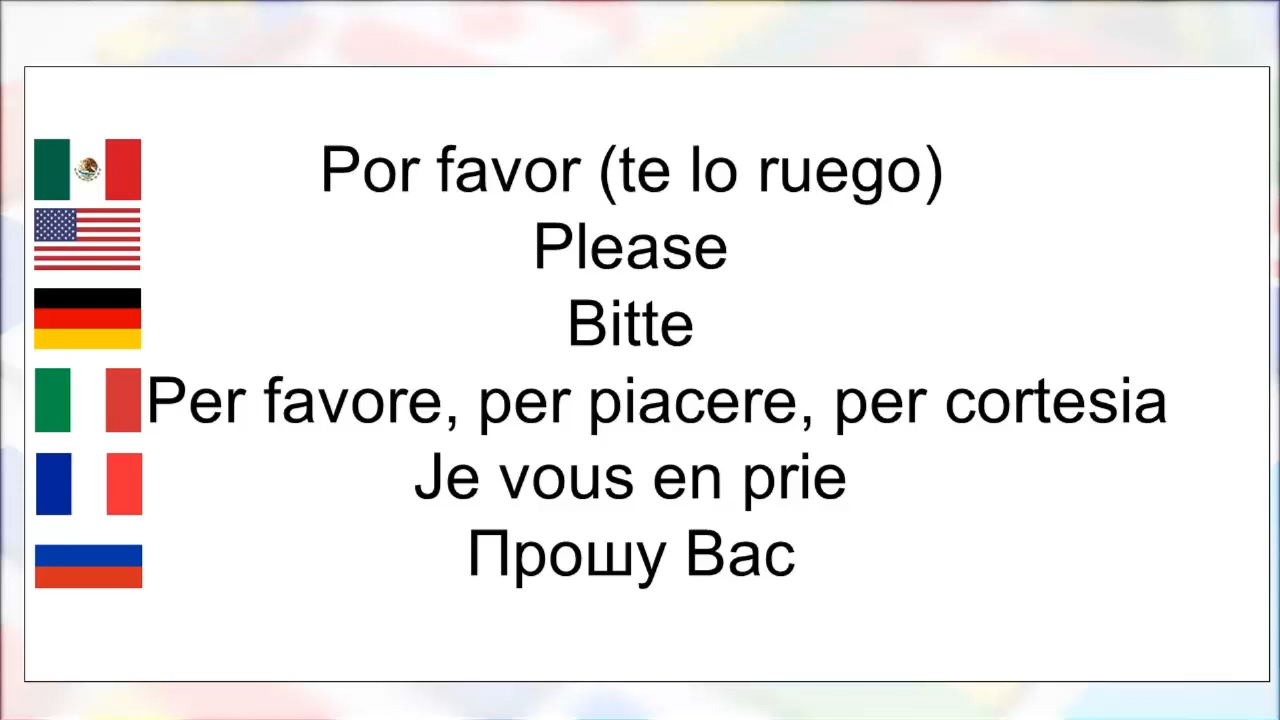 Por favor (te lo ruego)
Please
Bitte
Per favore, per piacere, per cortesia
Je vous en prie
Прошу Вас